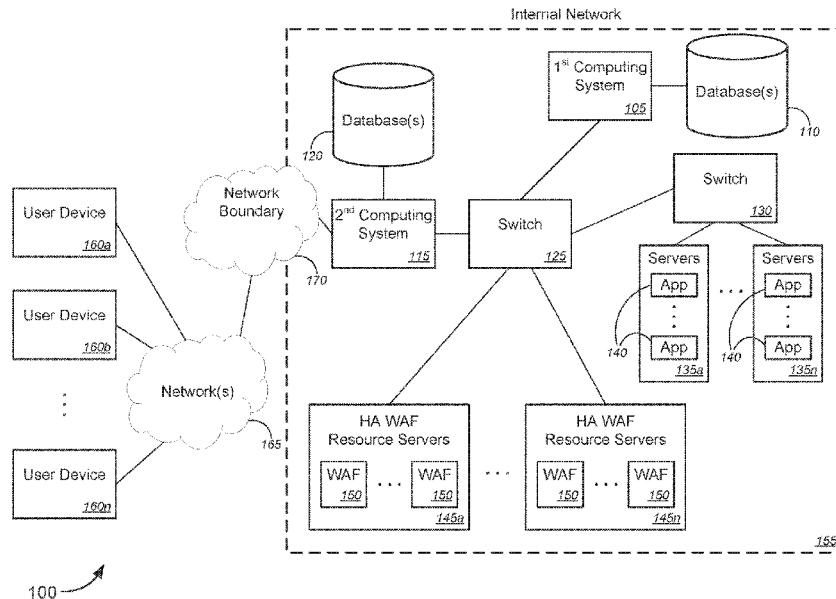 Internal Network
1st Computing
System
105
Database(s)
110
Database(s)
120
Switch
130
User Device
160a
Network
Boundary
170
2nd Computing
System
115
Switch
125
Servers
App
App
135a
140
...
Servers
App
App
135n
140
User Device
160b
Network(s)
165
User Device
160n
HA WAF
Resource Servers
WAF
150
...
WAF
150
145a
...
HA WAF
Resource Servers
WAF
150
...
WAF
150
145n
155
100